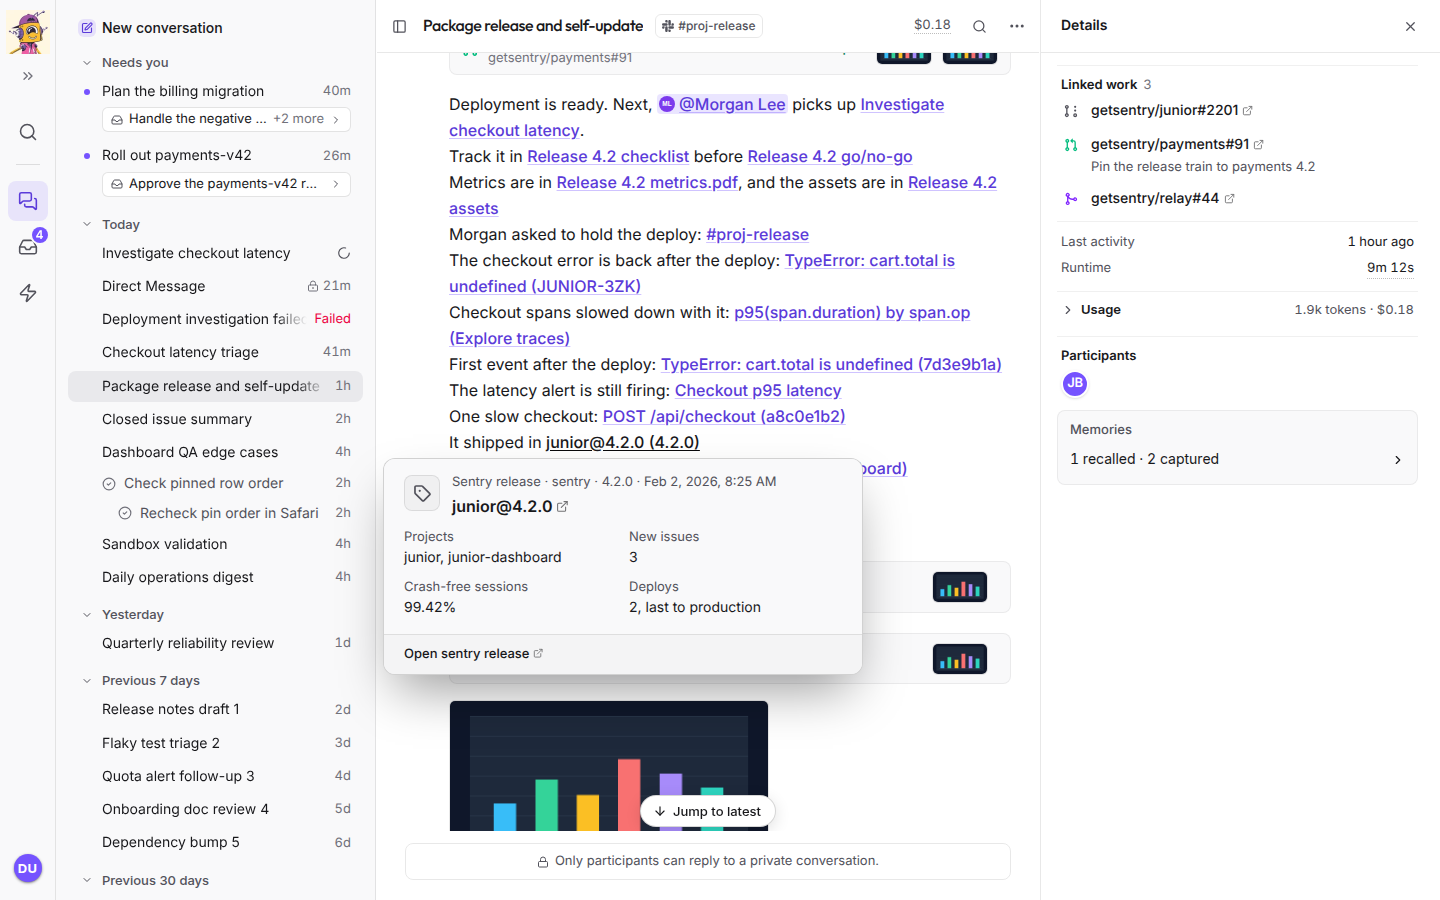 New conversation
Needs you
Plan the billing migration 40m
Handle the negative ... +2 more
Roll out payments-v42 26m
Approve the payments-v42 r...
Today
4
Investigate checkout latency
Direct Message 21m
Deployment investigation failed Failed
Checkout latency triage 41m
Package release and self-update 1h
Closed issue summary 2h
Dashboard QA edge cases 4h
Check pinned row order 2h
Recheck pin order in Safari 2h
Sandbox validation 4h
Daily operations digest 4h
Yesterday
Quarterly reliability review 1d
Previous 7 days
Release notes draft 1 2d
Flaky test triage 2 3d
Quota alert follow-up 3 4d
Onboarding doc review 4 5d
Dependency bump 5 6d
Previous 30 days
DU
Package release and self-update #proj-release $0.18
getsentry/payments#91
Deployment is ready. Next, ML @Morgan Lee picks up Investigate
checkout latency.
Track it in Release 4.2 checklist before Release 4.2 go/no-go
Metrics are in Release 4.2 metrics.pdf, and the assets are in Release 4.2
assets
Morgan asked to hold the deploy: #proj-release
The checkout error is back after the deploy: TypeError: cart.total is
undefined (JUNIOR-3ZK)
Checkout spans slowed down with it: p95(span.duration) by span.op
(Explore traces)
First event after the deploy: TypeError: cart.total is undefined (7d3e9b1a)
The latency alert is still firing: Checkout p95 latency
One slow checkout: POST /api/checkout (a8c0e1b2)
It shipped in junior@4.2.0 (4.2.0)
board)
Sentry release · sentry · 4.2.0 · Feb 2, 2026, 8:25 AM
junior@4.2.0
Projects New issues
junior, junior-dashboard 3
Crash-free sessions Deploys
99.42% 2, last to production
Open sentry release
Jump to latest
Only participants can reply to a private conversation.
Details
Linked work 3
getsentry/junior#2201
getsentry/payments#91
Pin the release train to payments 4.2
getsentry/relay#44
Last activity 1 hour ago
Runtime 9m 12s
Usage 1.9k tokens · $0.18
Participants
JB
Memories
1 recalled · 2 captured